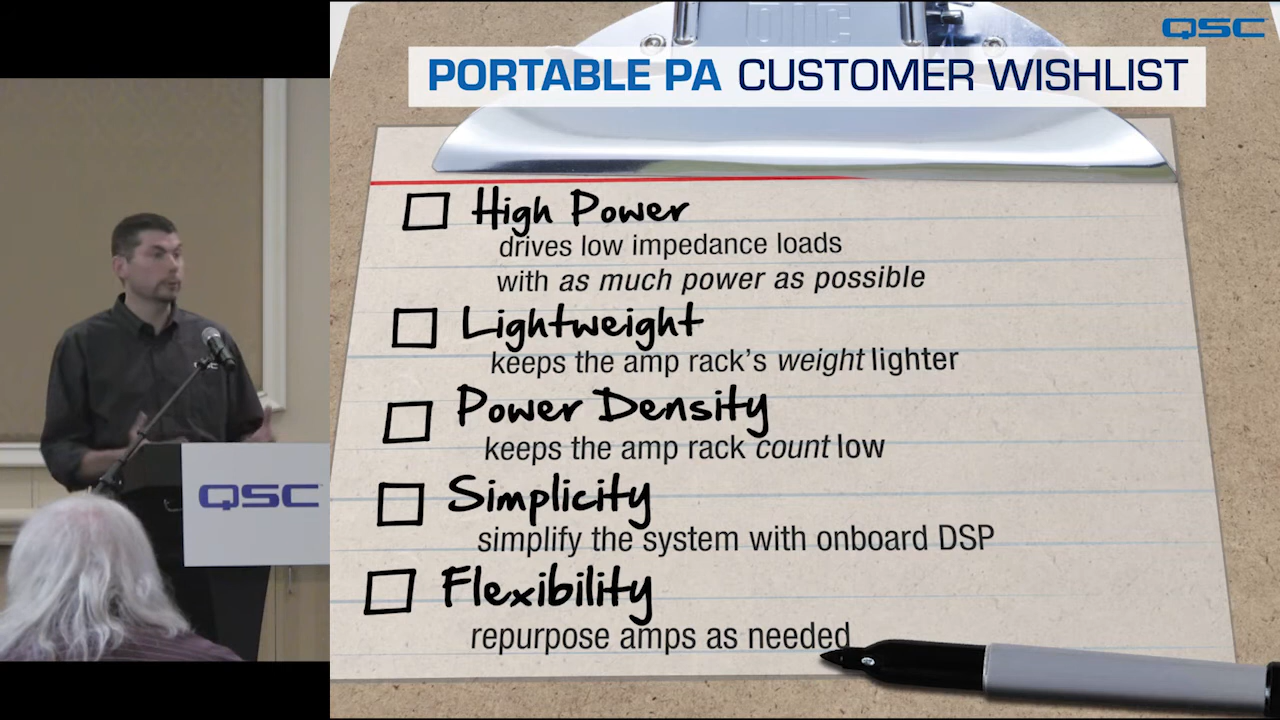 QSC
PORTABLE PA CUSTOMER WISHLIST
High Power
drives low impedance loads
with as much power as possible
Lightweight
keeps the amp rack's weight lighter
Power Density
keeps the amp rack count low
Simplicity
simplify the system with onboard DSP
Flexibility
repurpose amps as needed
QSC